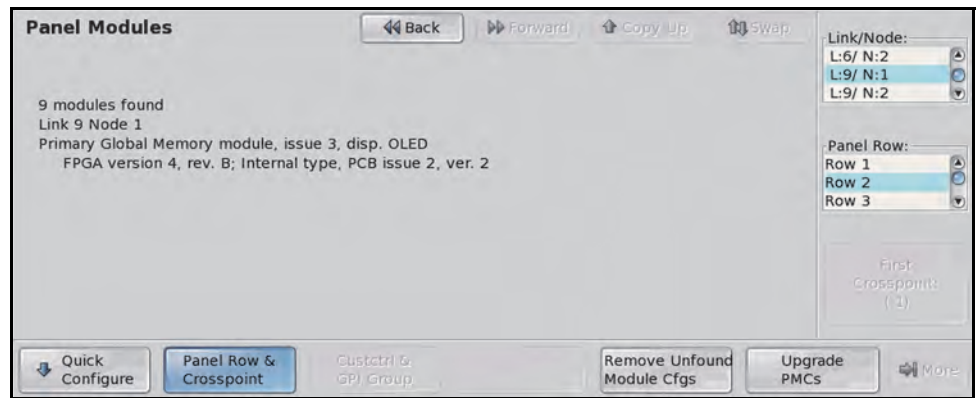 Panel Modules
Back
Forward
Copy Up
Swap
9 modules found
Link 9 Node 1
Primary Global Memory module, issue 3, disp. OLED
FPGA version 4, rev. B; Internal type, PCB issue 2, ver. 2
Link/Node:
L:6/ N:2
L:9/ N:1
L:9/ N:2
Panel Row:
Row 1
Row 2
Row 3
First
Crosspoint:
( 1)
Quick
Configure
Panel Row &
Crosspoint
Custctrl &
GPI Group
Remove Unfound
Module Cfgs
Upgrade
PMCs
More